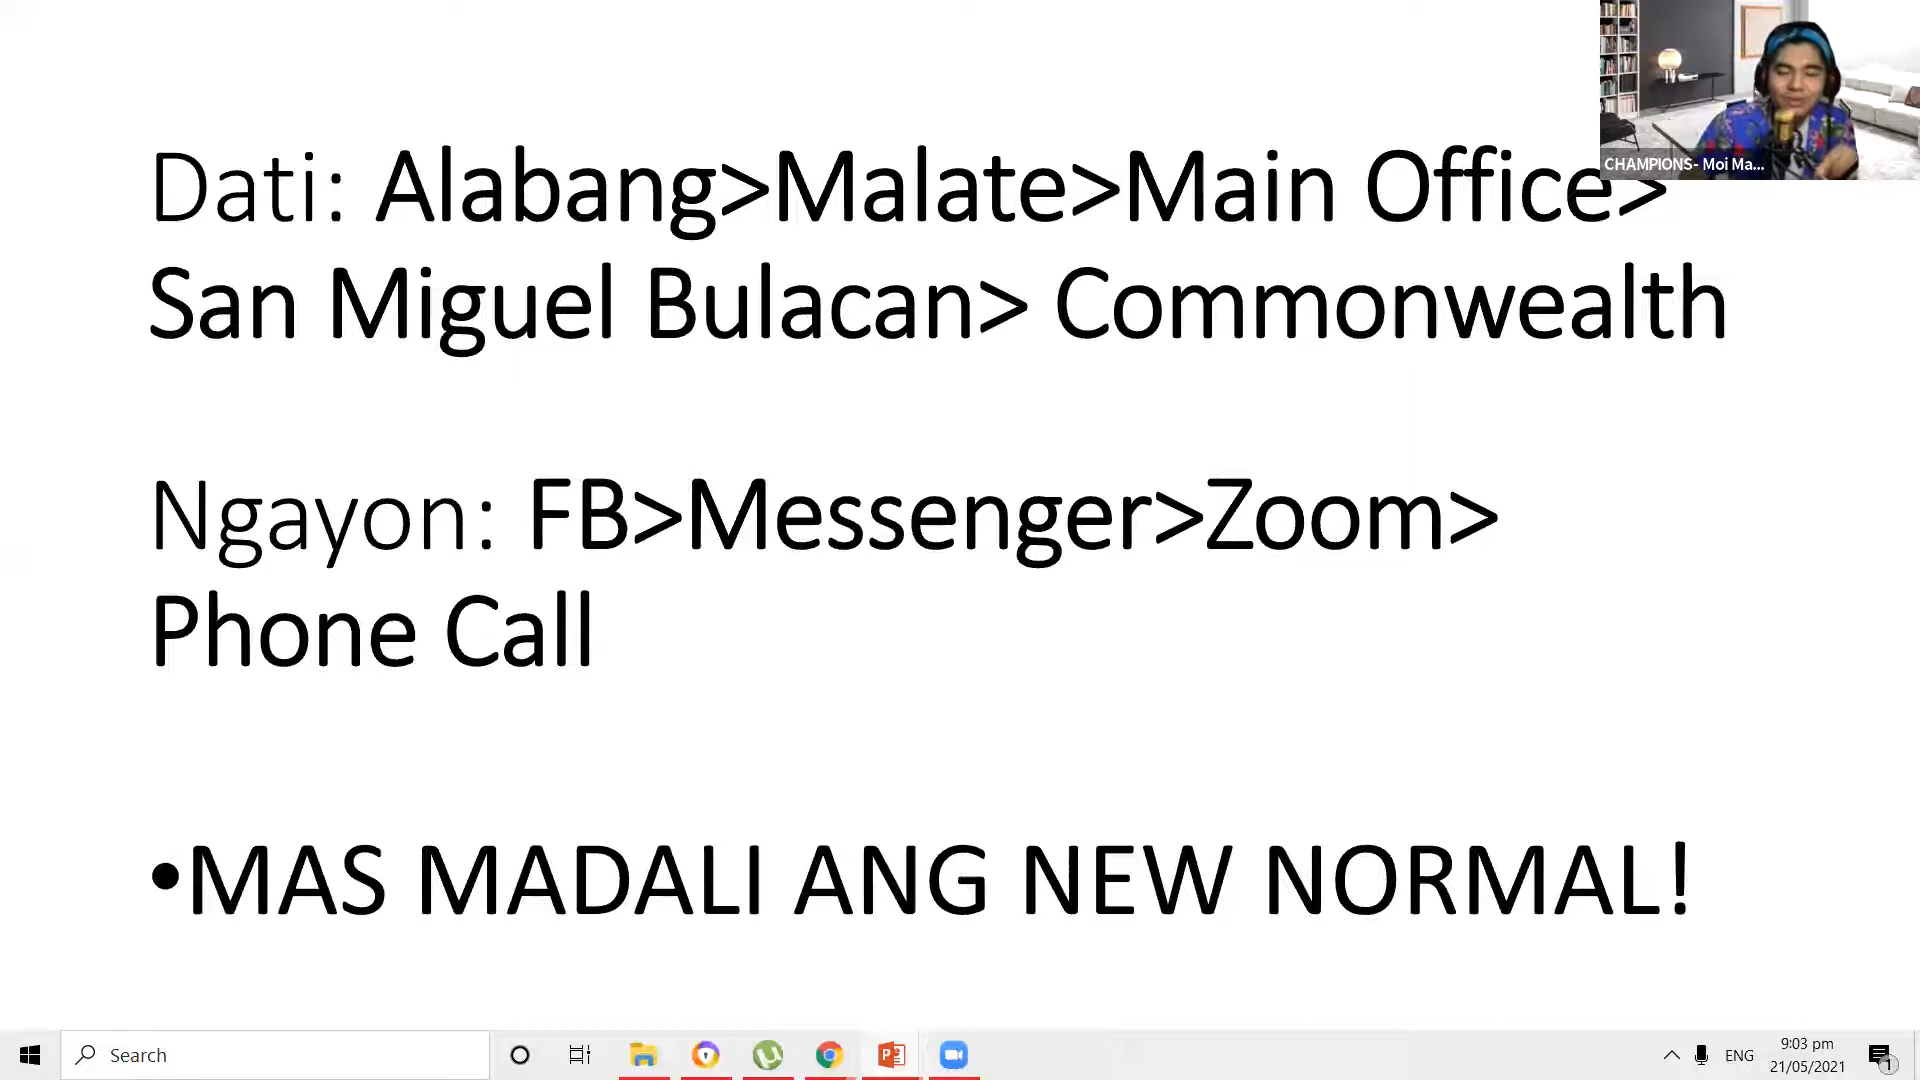 CHAMPIONS- Moi Ma...
Dati: Alabang>Malate>Main Office>
San Miguel Bulacan> Commonwealth
Ngayon: FB>Messenger>Zoom>
Phone Call
•MAS MADALI ANG NEW NORMAL!
Search
ENG
9:03 pm
21/05/2021
1